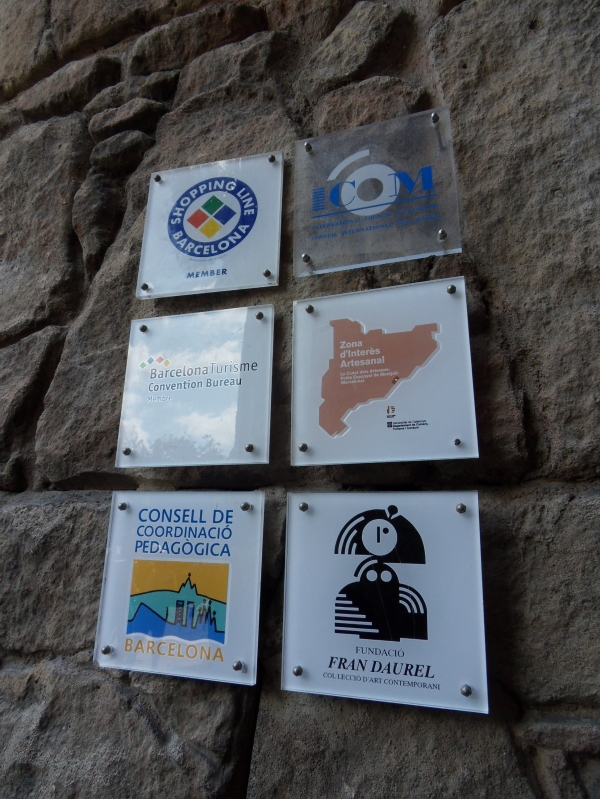 SHOPPING LINE
BARCELONA
MEMBER
ICOM
BarcelonaTurisme
Convention Bureau
Membre
Zona
d'Interès
Artesanal
CONSELL DE
COORDINACIÓ
PEDAGÒGICA
BARCELONA
FUNDACIÓ
FRAN DAUREL
COL·LECCIÓ D'ART CONTEMPORANI